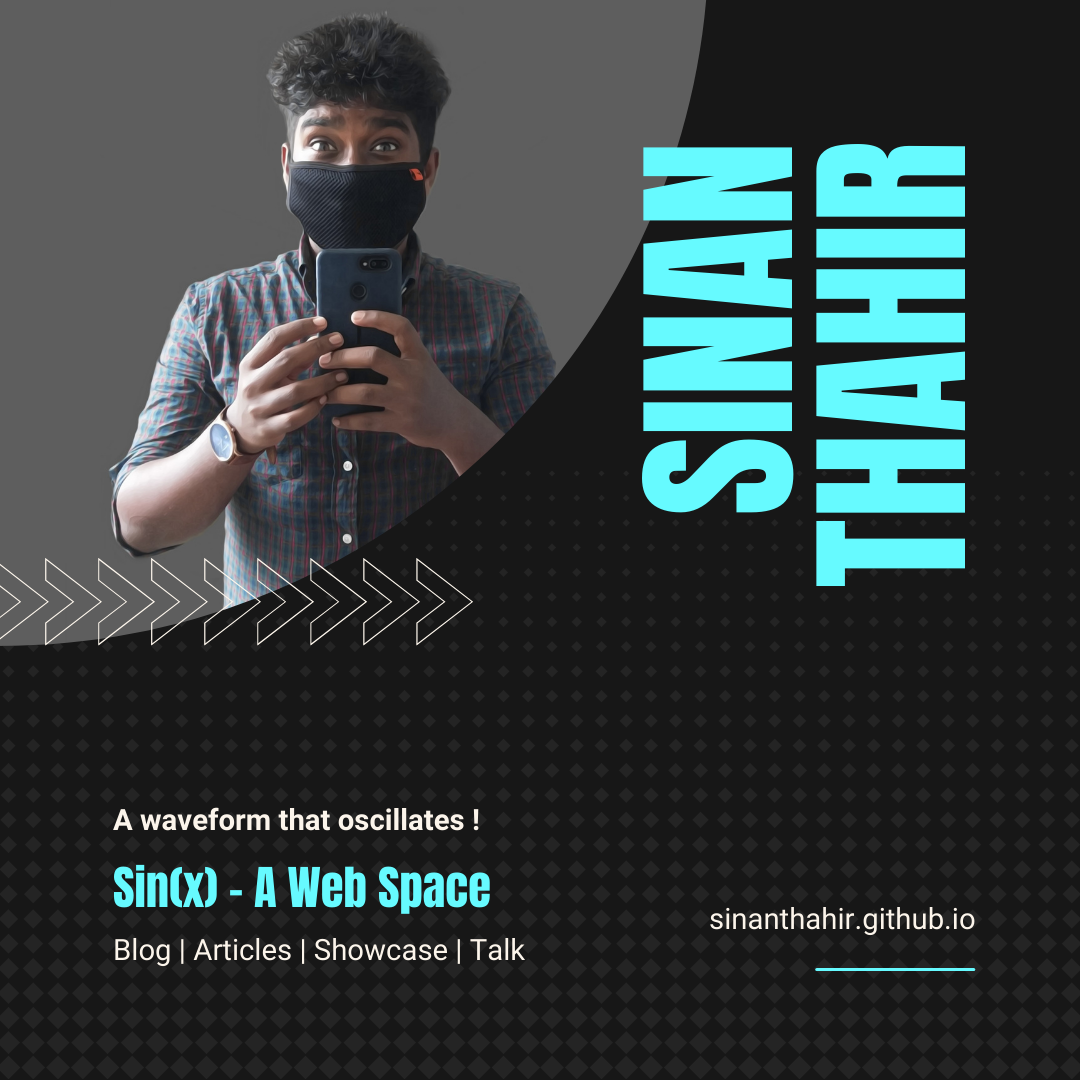 SINAN
THAHIR
A waveform that oscillates !
Sin(x) - A Web Space
Blog | Articles | Showcase | Talk
sinanthahir.github.io